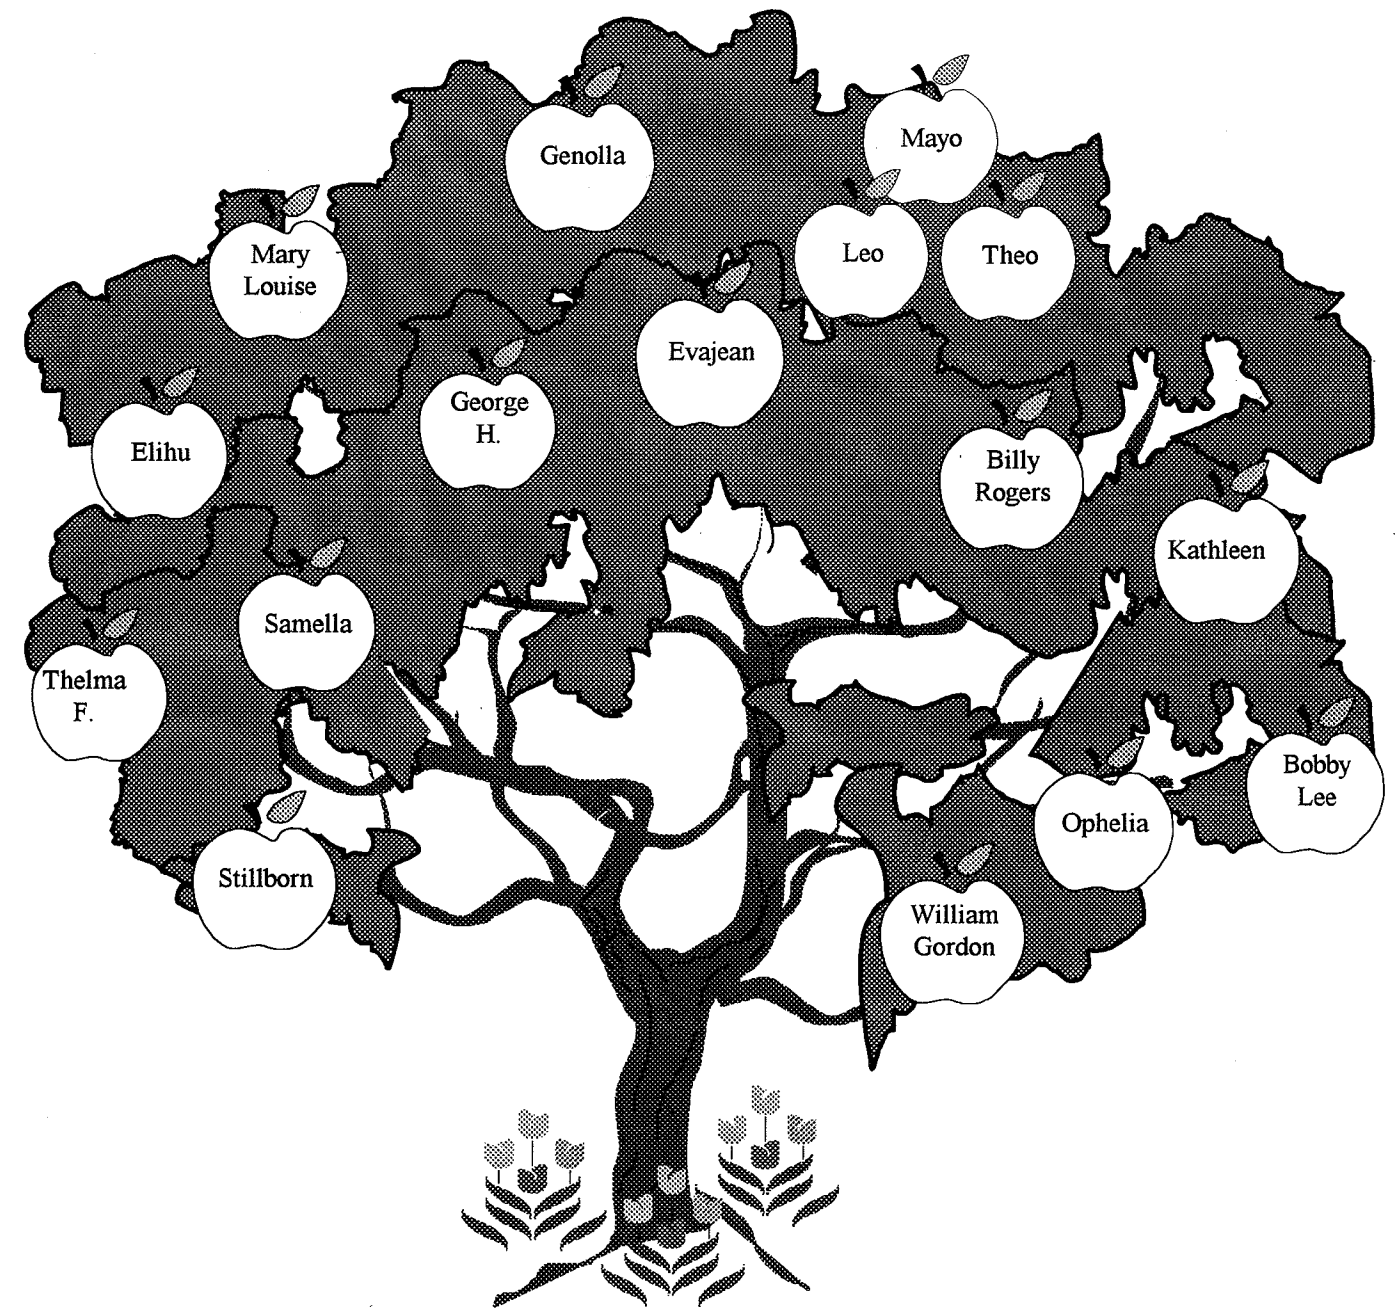 Genolla
Mayo
Mary
Louise
Leo
Theo
Evajean
George
H.
Elihu
Billy
Rogers
Kathleen
Samella
Thelma
F.
Bobby
Lee
Ophelia
Stillborn
William
Gordon